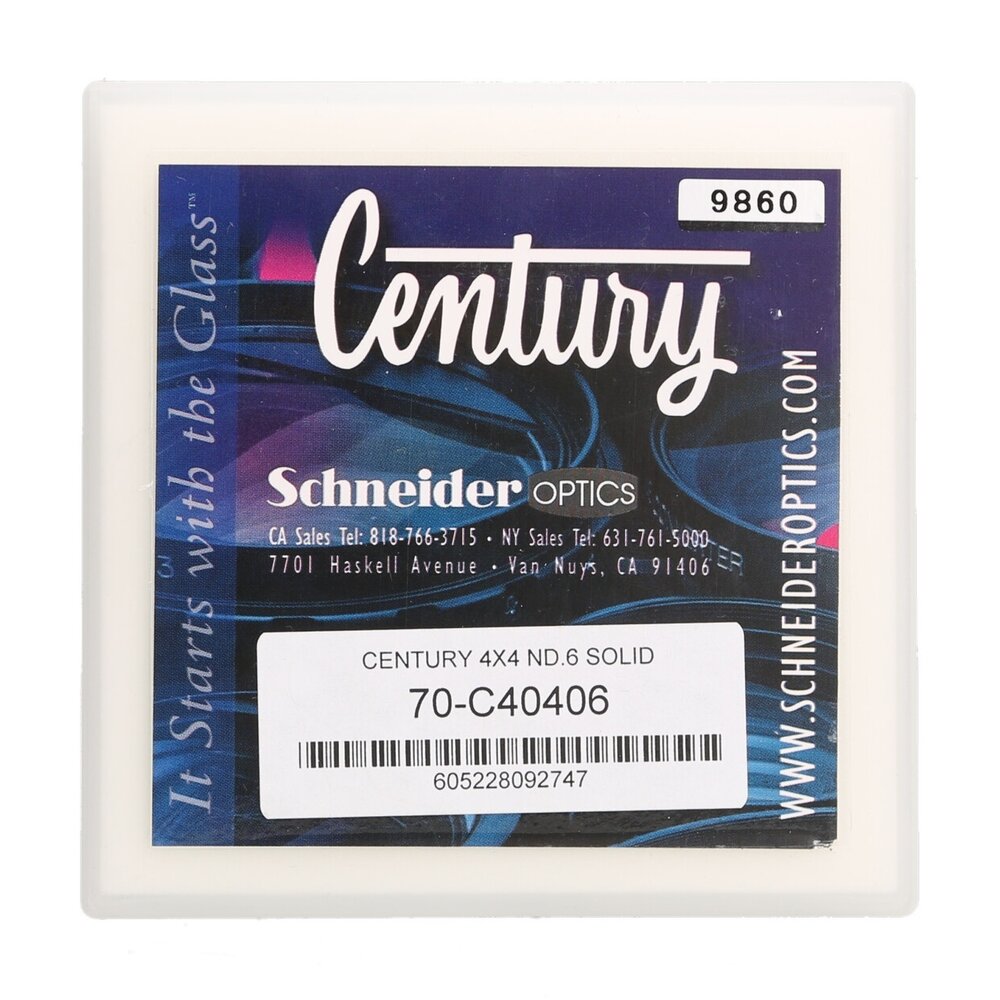 9860
Century
Schneider OPTICS
CA Sales Tel: 818-766-3715 • NY Sales Tel: 631-761-5000
7701 Haskell Avenue • Van Nuys, CA 91406
CENTURY 4X4 ND.6 SOLID
70-C40406
605228092747
It Starts with the Glass™
WWW.SCHNEIDEROPTICS.COM